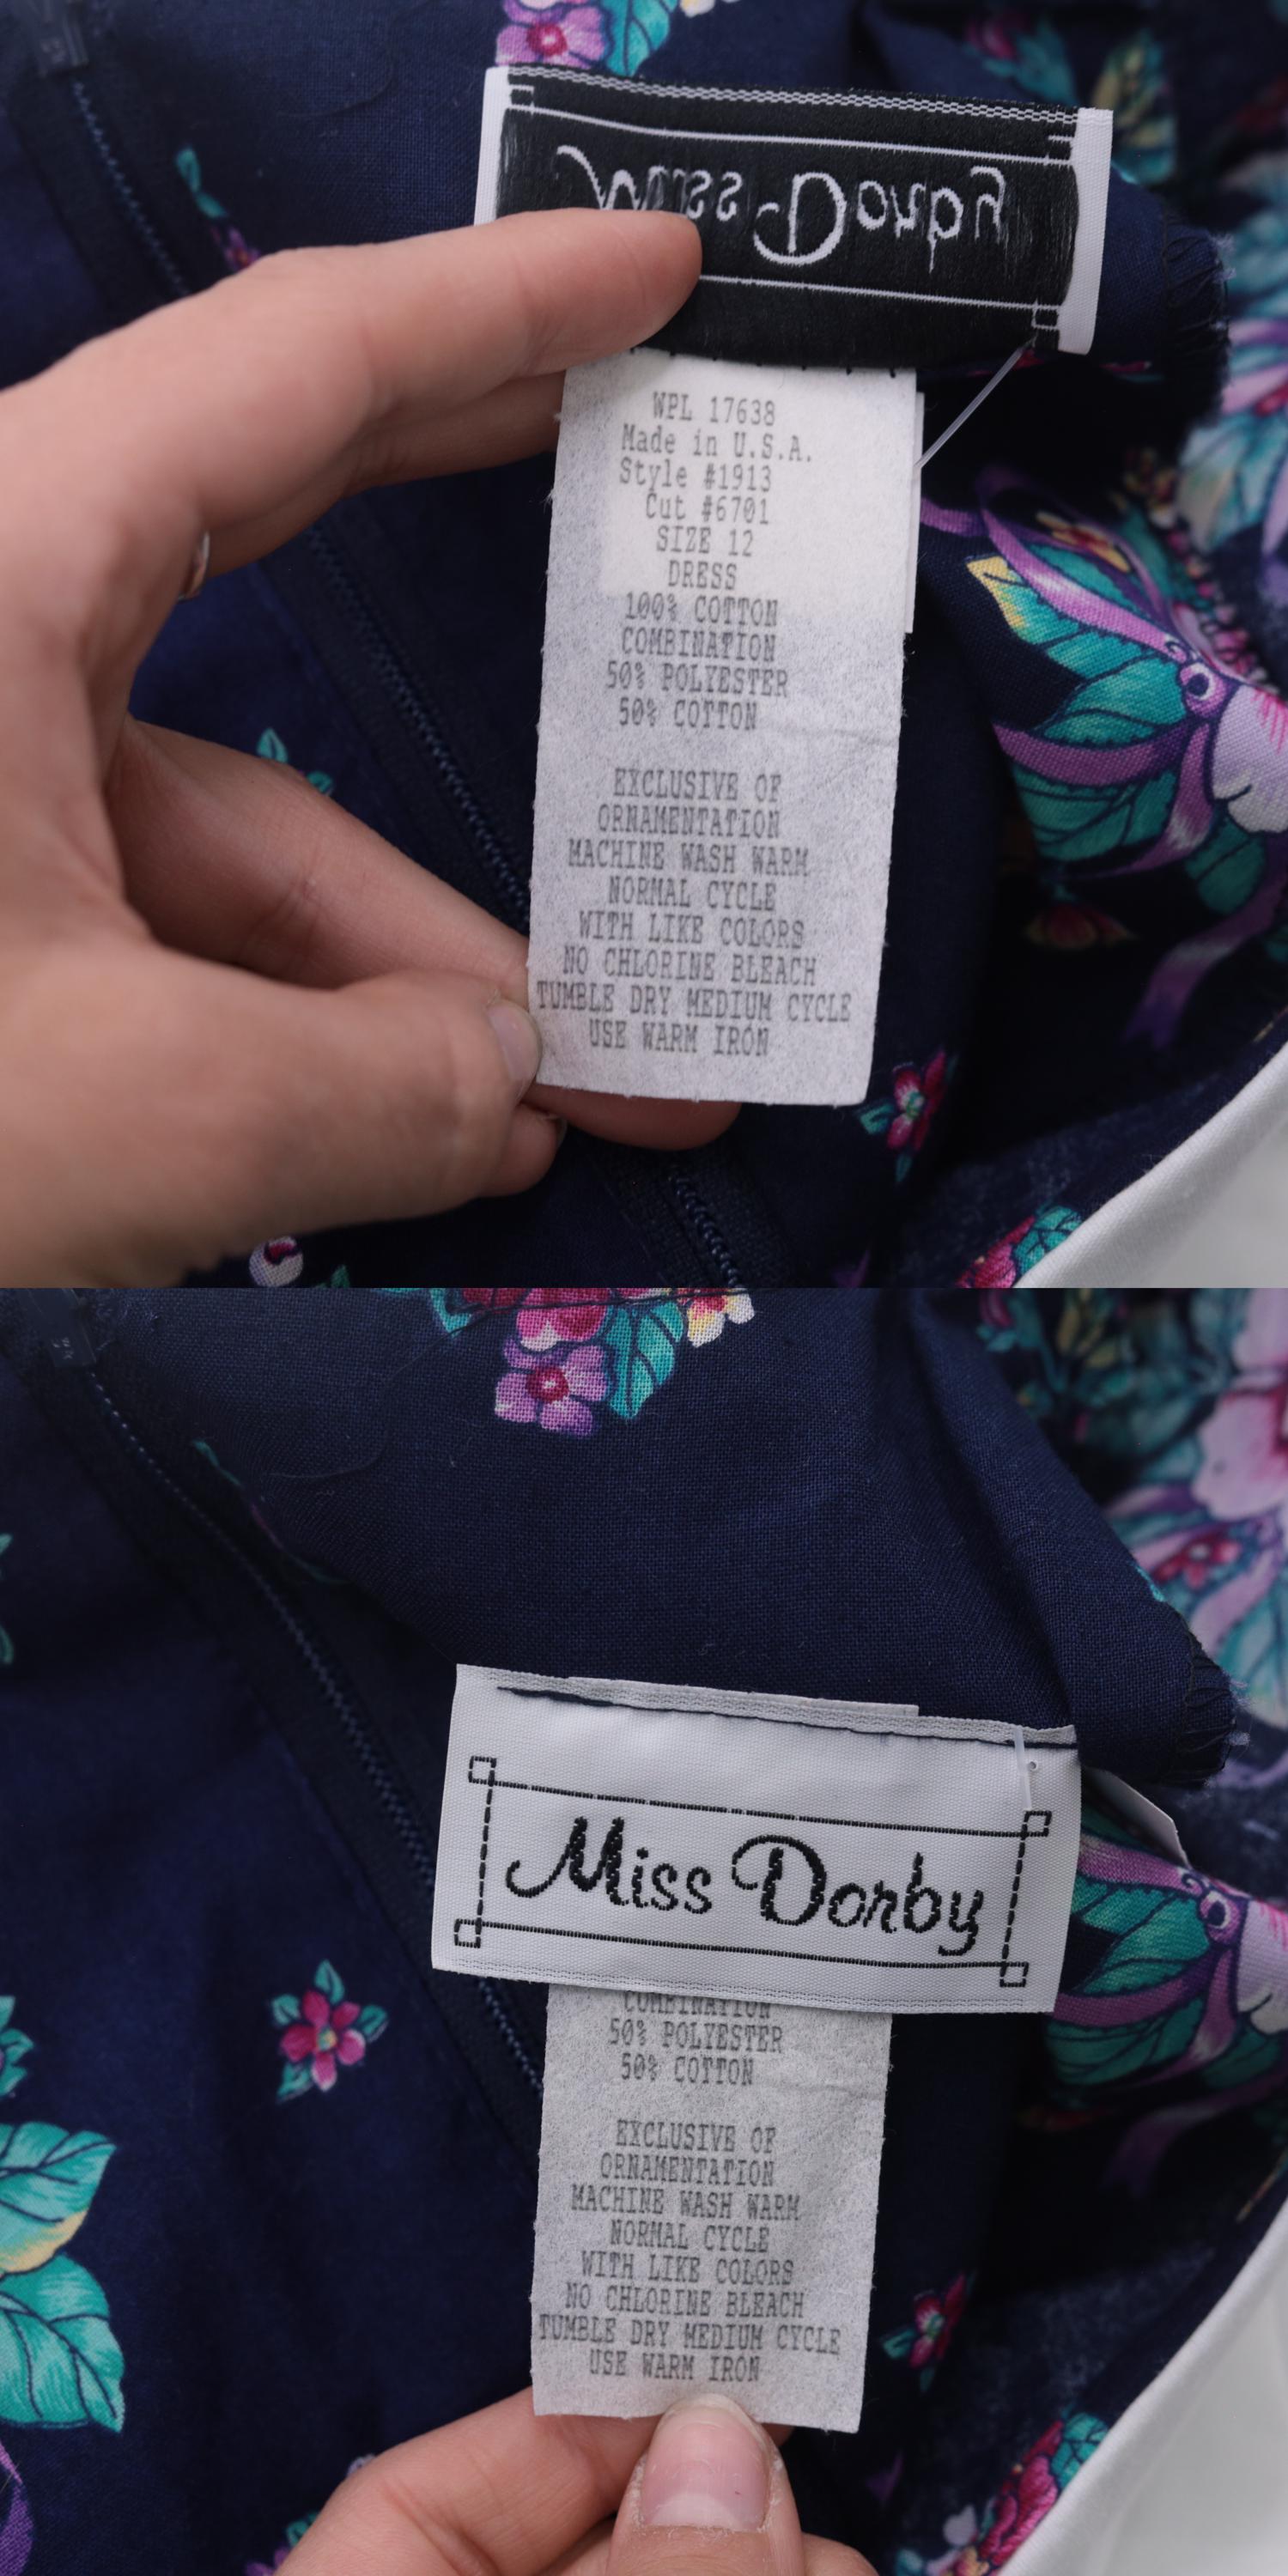 Miss Dorby
WPL 17638
Made in U.S.A.
Style #1913
Cut #6701
SIZE 12
DRESS
100% COTTON
COMBINATION
50% POLYESTER
50% COTTON
EXCLUSIVE OF
ORNAMENTATION
MACHINE WASH WARM
NORMAL CYCLE
WITH LIKE COLORS
NO CHLORINE BLEACH
TUMBLE DRY MEDIUM CYCLE
USE WARM IRON
Miss Dorby
COMBINATION
50% POLYESTER
50% COTTON
EXCLUSIVE OF
ORNAMENTATION
MACHINE WASH WARM
NORMAL CYCLE
WITH LIKE COLORS
NO CHLORINE BLEACH
TUMBLE DRY MEDIUM CYCLE
USE WARM IRON